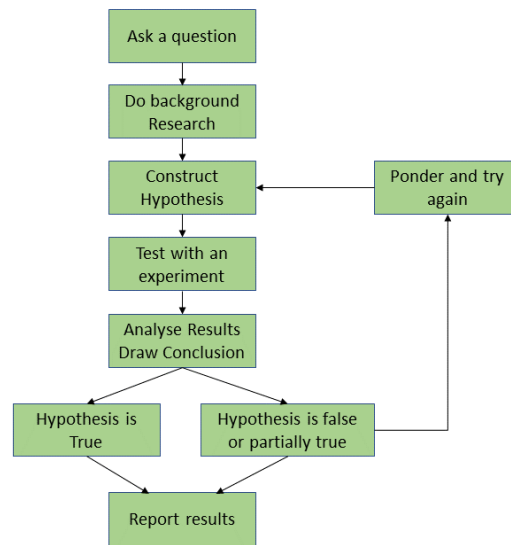 Ask a question
Do background
Research
Construct
Hypothesis
Ponder and try
again
Test with an
experiment
Analyse Results
Draw Conclusion
Hypothesis is
True
Hypothesis is false
or partially true
Report results